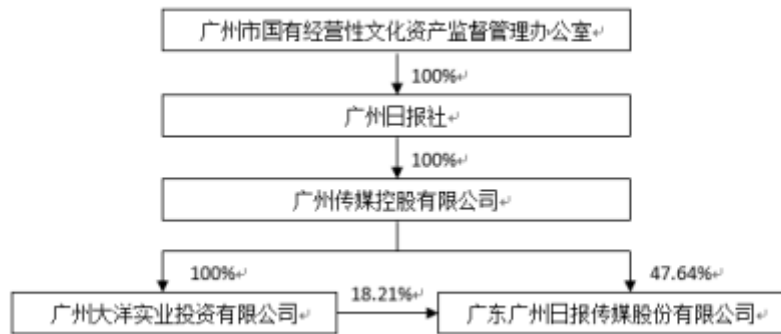 广州市国有经营性文化资产监督管理办公室
100%
广州日报社
100%
广州传媒控股有限公司
100%
47.64%
广州大洋实业投资有限公司
18.21%
广东广州日报传媒股份有限公司